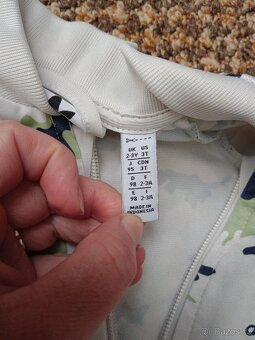 UK US
2-3Y 3T
J CDN
95 3T
D F
98 2-3A
E I
98 2-3A
MADE IN
INDONESIA